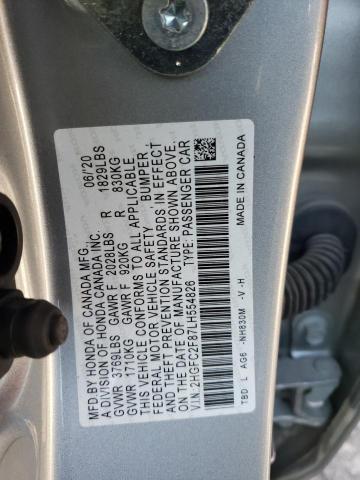 MFD. BY HONDA OF CANADA MFG., 06/'20
A DIVISION OF HONDA CANADA INC.
GVWR 3769LBS GAWR F 2028LBS R 1829LBS
GVWR 1710KG GAWR F 920KG R 830KG
THIS VEHICLE CONFORMS TO ALL APPLICABLE
FEDERAL MOTOR VEHICLE SAFETY, BUMPER,
AND THEFT PREVENTION STANDARDS IN EFFECT
ON THE DATE OF MANUFACTURE SHOWN ABOVE.
V.I.N. 2HGFC2F87LH554826 TYPE: PASSENGER CAR
MADE IN CANADA
TBD L AG6 -NH830M -V -H